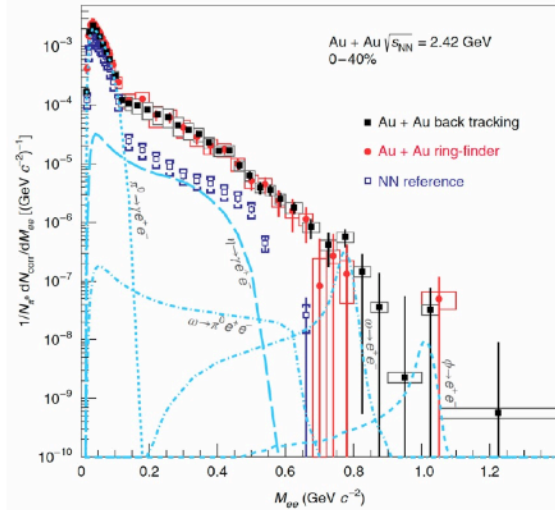 1/Nπ⁰ dNcorr/dMee [(GeV c⁻²)⁻¹]
10⁻³
10⁻⁴
10⁻⁵
10⁻⁶
10⁻⁷
10⁻⁸
10⁻⁹
10⁻¹⁰
Au + Au √sNN = 2.42 GeV
0–40%
Au + Au back tracking
Au + Au ring-finder
NN reference
π⁰→γe⁺e⁻
η→γe⁺e⁻
ω→π⁰e⁺e⁻
ω→e⁺e⁻
ϕ→e⁺e⁻
0 0.2 0.4 0.6 0.8 1.0 1.2
Mee (GeV c⁻²)